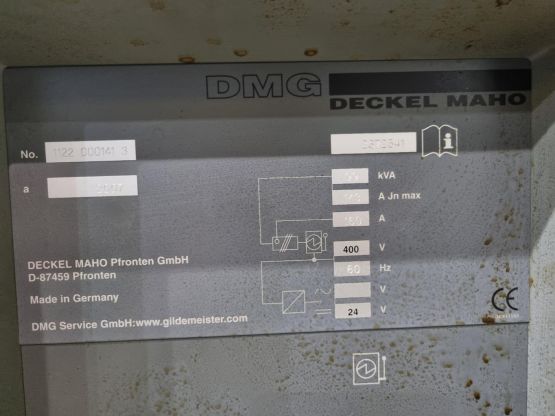 DMG
DECKEL MAHO
No. 1122 000141 3
a 2007
kVA
A Jn max
A
400 V
Hz
V
24 V
DECKEL MAHO Pfronten GmbH
D-87459 Pfronten
Made in Germany
DMG Service GmbH:www.gildemeister.com
CE